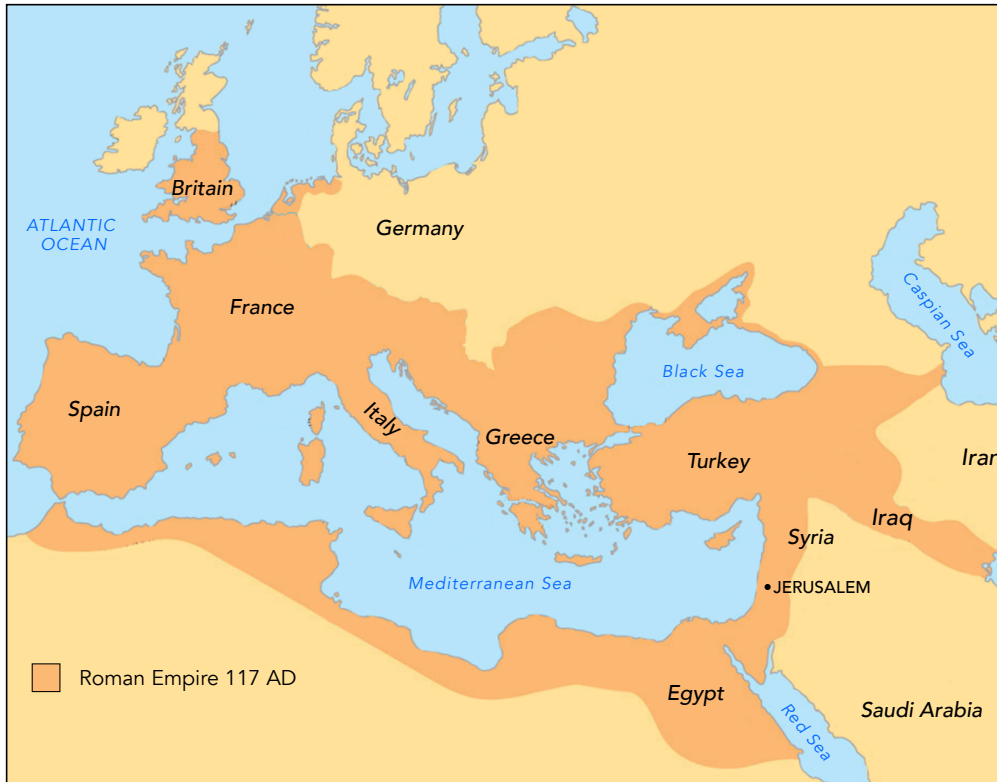 Britain
ATLANTIC
OCEAN
Germany
France
Caspian Sea
Black Sea
Spain
Italy
Greece
Turkey
Iran
Iraq
Syria
Mediterranean Sea
JERUSALEM
Roman Empire 117 AD
Egypt
Red Sea
Saudi Arabia